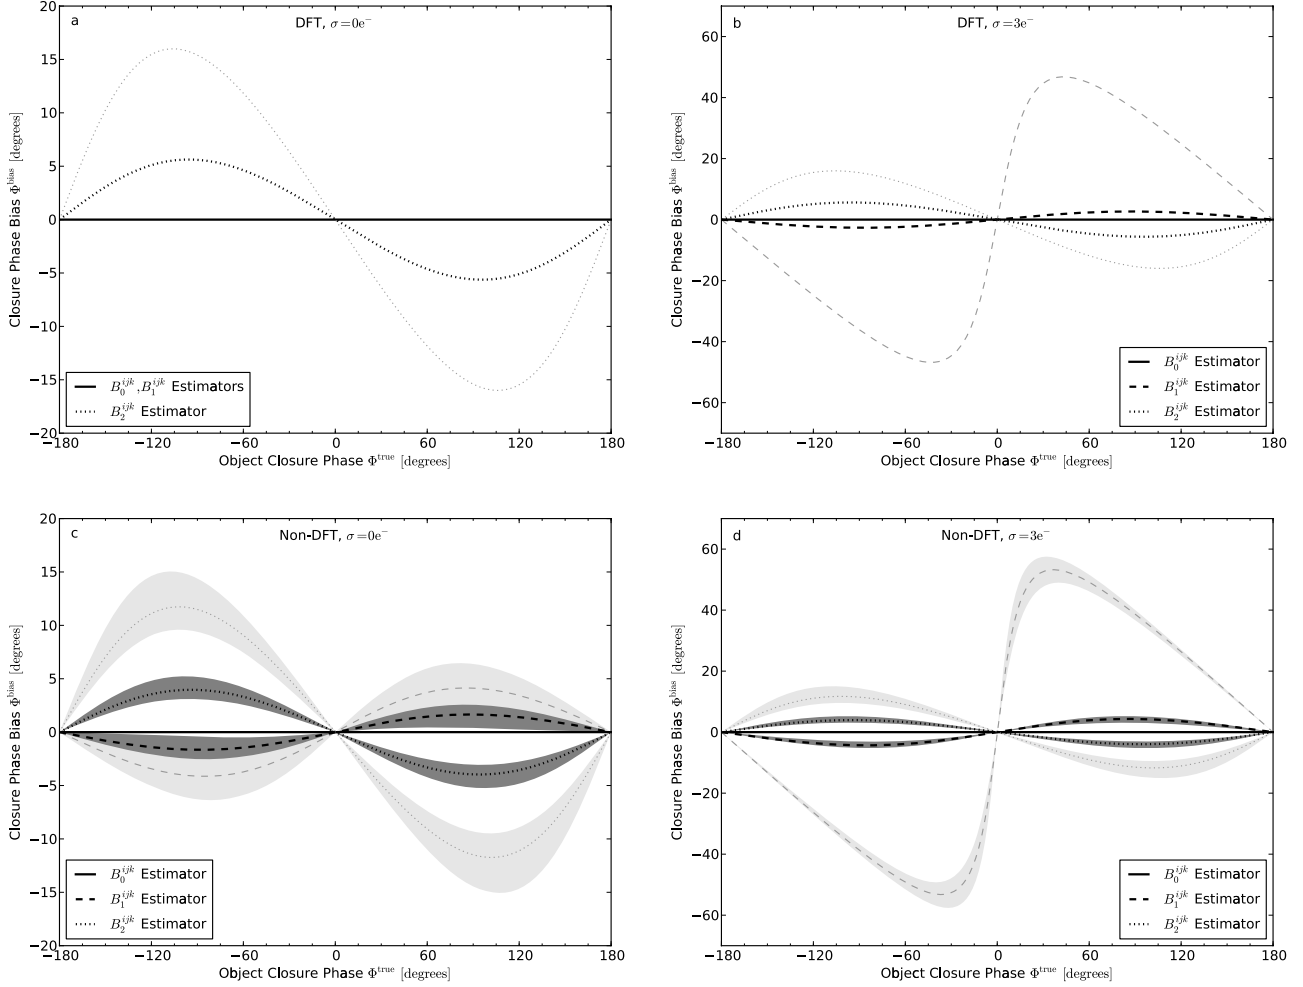 a
DFT, σ=0e⁻
20
15
10
5
0
−5
−10
−15
−20
Closure Phase Bias Φ^bias [degrees]
B_0^ijk, B_1^ijk Estimators
B_2^ijk Estimator
−180 −120 −60 0 60 120 180
Object Closure Phase Φ^true [degrees]
b
DFT, σ=3e⁻
60
40
20
0
−20
−40
−60
Closure Phase Bias Φ^bias [degrees]
B_0^ijk Estimator
B_1^ijk Estimator
B_2^ijk Estimator
−180 −120 −60 0 60 120 180
Object Closure Phase Φ^true [degrees]
c
Non-DFT, σ=0e⁻
20
15
10
5
0
−5
−10
−15
−20
Closure Phase Bias Φ^bias [degrees]
B_0^ijk Estimator
B_1^ijk Estimator
B_2^ijk Estimator
−180 −120 −60 0 60 120 180
Object Closure Phase Φ^true [degrees]
d
Non-DFT, σ=3e⁻
60
40
20
0
−20
−40
−60
Closure Phase Bias Φ^bias [degrees]
B_0^ijk Estimator
B_1^ijk Estimator
B_2^ijk Estimator
−180 −120 −60 0 60 120 180
Object Closure Phase Φ^true [degrees]